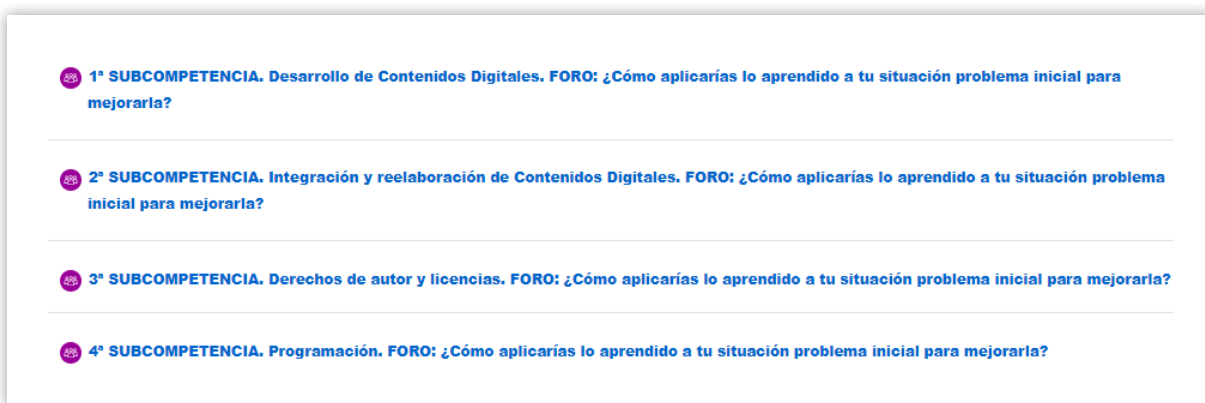 1ª SUBCOMPETENCIA. Desarrollo de Contenidos Digitales. FORO: ¿Cómo aplicarías lo aprendido a tu situación problema inicial para
mejorarla?
2ª SUBCOMPETENCIA. Integración y reelaboración de Contenidos Digitales. FORO: ¿Cómo aplicarías lo aprendido a tu situación problema
inicial para mejorarla?
3ª SUBCOMPETENCIA. Derechos de autor y licencias. FORO: ¿Cómo aplicarías lo aprendido a tu situación problema inicial para mejorarla?
4ª SUBCOMPETENCIA. Programación. FORO: ¿Cómo aplicarías lo aprendido a tu situación problema inicial para mejorarla?